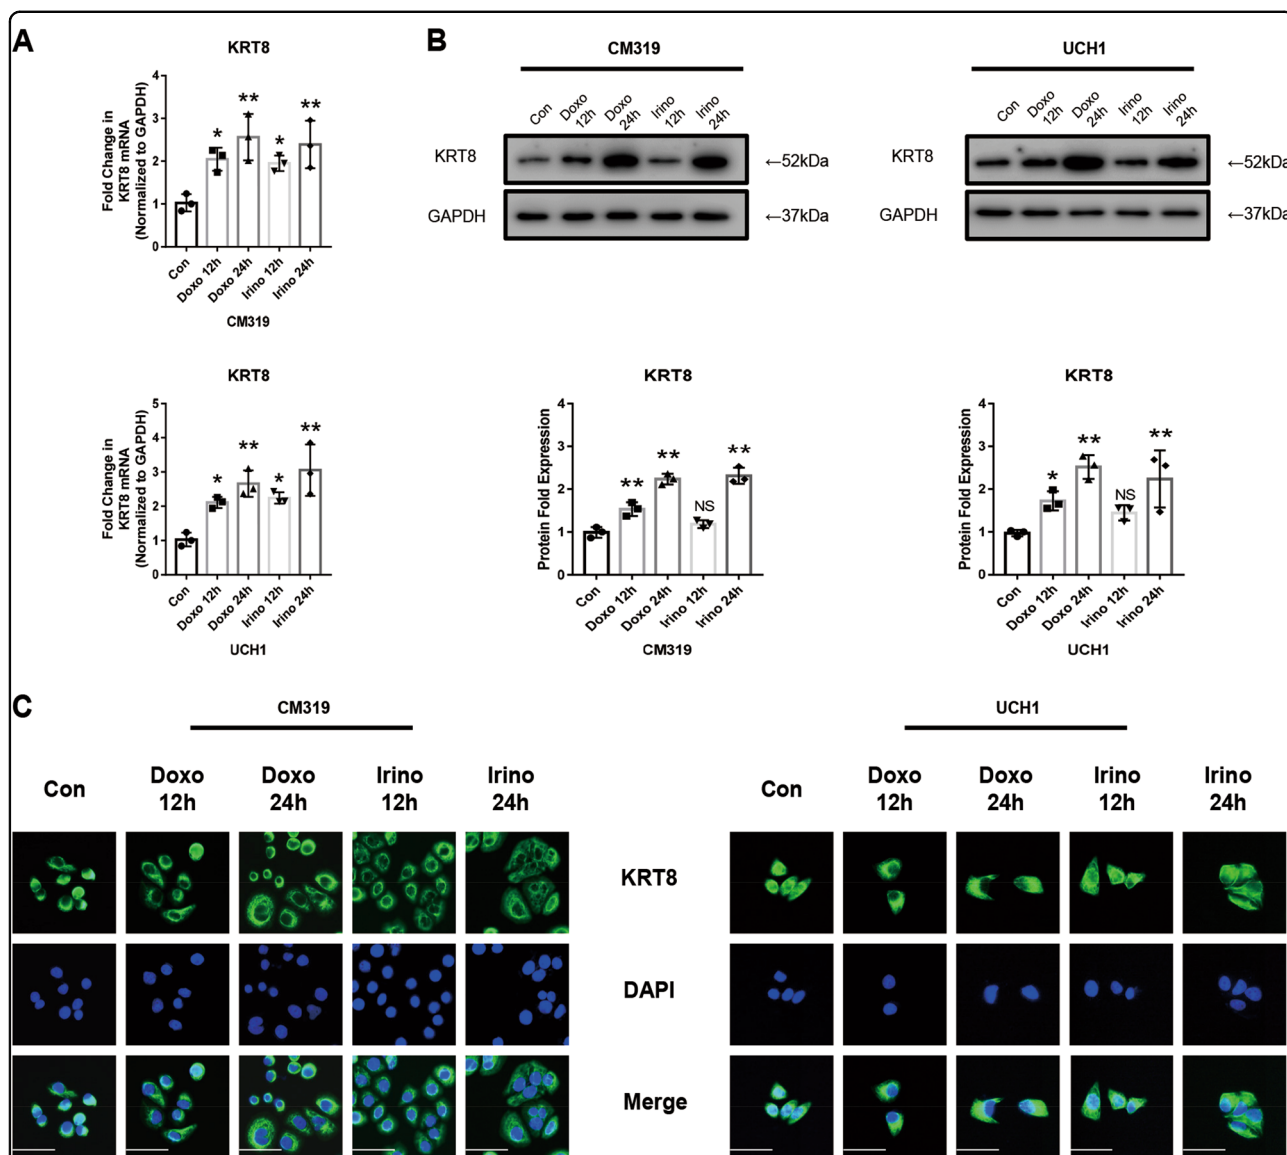 A
KRT8
Fold Change in
KRT8 mRNA
(Normalized to GAPDH)
4
3
2
1
0
*
**
*
**
Con
Doxo 12h
Doxo 24h
Irino 12h
Irino 24h
CM319
KRT8
Fold Change in
KRT8 mRNA
(Normalized to GAPDH)
5
4
3
2
1
0
*
**
*
**
Con
Doxo 12h
Doxo 24h
Irino 12h
Irino 24h
UCH1
B
CM319
Con
Doxo 12h
Doxo 24h
Irino 12h
Irino 24h
KRT8
←52kDa
GAPDH
←37kDa
UCH1
Con
Doxo 12h
Doxo 24h
Irino 12h
Irino 24h
KRT8
←52kDa
GAPDH
←37kDa
KRT8
Protein Fold Expression
4
3
2
1
0
**
**
NS
**
Con
Doxo 12h
Doxo 24h
Irino 12h
Irino 24h
CM319
KRT8
Protein Fold Expression
4
3
2
1
0
*
**
NS
**
Con
Doxo 12h
Doxo 24h
Irino 12h
Irino 24h
UCH1
C
CM319
UCH1
Con
Doxo
12h
Doxo
24h
Irino
12h
Irino
24h
Con
Doxo
12h
Doxo
24h
Irino
12h
Irino
24h
KRT8
DAPI
Merge